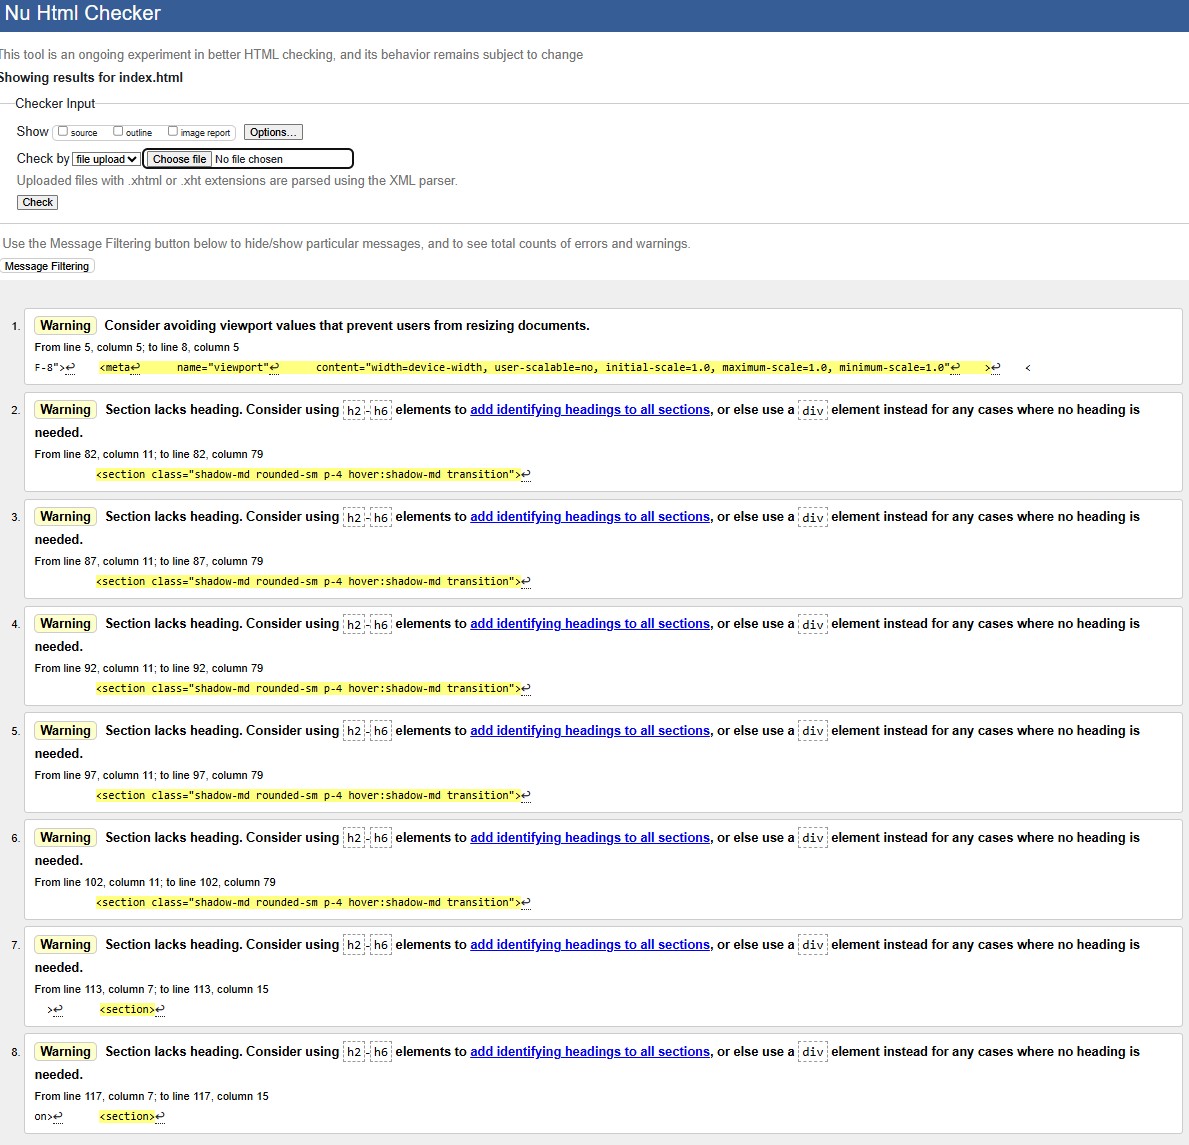 Nu Html Checker
This tool is an ongoing experiment in better HTML checking, and its behavior remains subject to change
Showing results for index.html
Checker Input
Show source outline image report Options...
Check by file upload Choose file No file chosen
Uploaded files with .xhtml or .xht extensions are parsed using the XML parser.
Check
Use the Message Filtering button below to hide/show particular messages, and to see total counts of errors and warnings.
Message Filtering
1. Warning Consider avoiding viewport values that prevent users from resizing documents.
From line 5, column 5; to line 8, column 5
F-8">↩ <meta↩ name="viewport"↩ content="width=device-width, user-scalable=no, initial-scale=1.0, maximum-scale=1.0, minimum-scale=1.0"↩ >↩ <
2. Warning Section lacks heading. Consider using h2-h6 elements to add identifying headings to all sections, or else use a div element instead for any cases where no heading is
needed.
From line 82, column 11; to line 82, column 79
<section class="shadow-md rounded-sm p-4 hover:shadow-md transition">↩
3. Warning Section lacks heading. Consider using h2-h6 elements to add identifying headings to all sections, or else use a div element instead for any cases where no heading is
needed.
From line 87, column 11; to line 87, column 79
<section class="shadow-md rounded-sm p-4 hover:shadow-md transition">↩
4. Warning Section lacks heading. Consider using h2-h6 elements to add identifying headings to all sections, or else use a div element instead for any cases where no heading is
needed.
From line 92, column 11; to line 92, column 79
<section class="shadow-md rounded-sm p-4 hover:shadow-md transition">↩
5. Warning Section lacks heading. Consider using h2-h6 elements to add identifying headings to all sections, or else use a div element instead for any cases where no heading is
needed.
From line 97, column 11; to line 97, column 79
<section class="shadow-md rounded-sm p-4 hover:shadow-md transition">↩
6. Warning Section lacks heading. Consider using h2-h6 elements to add identifying headings to all sections, or else use a div element instead for any cases where no heading is
needed.
From line 102, column 11; to line 102, column 79
<section class="shadow-md rounded-sm p-4 hover:shadow-md transition">↩
7. Warning Section lacks heading. Consider using h2-h6 elements to add identifying headings to all sections, or else use a div element instead for any cases where no heading is
needed.
From line 113, column 7; to line 113, column 15
>↩ <section>↩
8. Warning Section lacks heading. Consider using h2-h6 elements to add identifying headings to all sections, or else use a div element instead for any cases where no heading is
needed.
From line 117, column 7; to line 117, column 15
on>↩ <section>↩